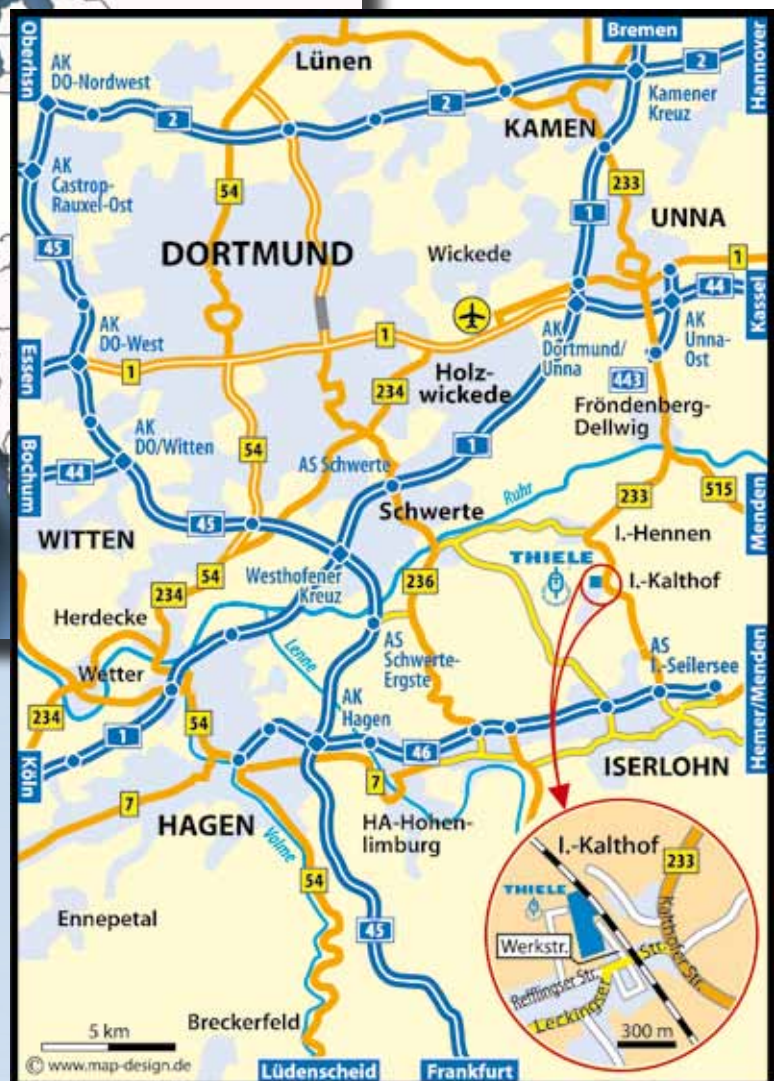 Oberhsn
Bremen
Hannover
AK
DO-Nordwest
Lünen
2
2
2
Kamener
Kreuz
KAMEN
AK
Castrop-
Rauxel-Ost
54
233
45
1
UNNA
DORTMUND
Wickede
1
44
Kassel
AK
DO-West
Essen
1
1
AK
Dortmund/
Unna
AK
Unna-
Ost
Holz-
wickede
234
443
Fröndenberg-
Dellwig
AK
DO/Witten
Bochum
44
54
1
AS Schwerte
45
Schwerte
Ruhr
233
515
Menden
WITTEN
54
Westhofener
Kreuz
I.-Hennen
THIELE
I.-Kalthof
234
236
Herdecke
Lenne
AS
Schwerte-
Ergste
AS
I.-Seilersee
Wetter
234
54
AK
Hagen
Hemer/Menden
1
46
Köln
ISERLOHN
7
7
HAGEN
Volme
HA-Hohen-
limburg
I.-Kalthof
233
54
THIELE
Kalthofer Str.
Ennepetal
45
Werkstr.
Refflingser Str.
Leckingser Str.
Breckerfeld
5 km
300 m
© www.map-design.de
Lüdenscheid
Frankfurt